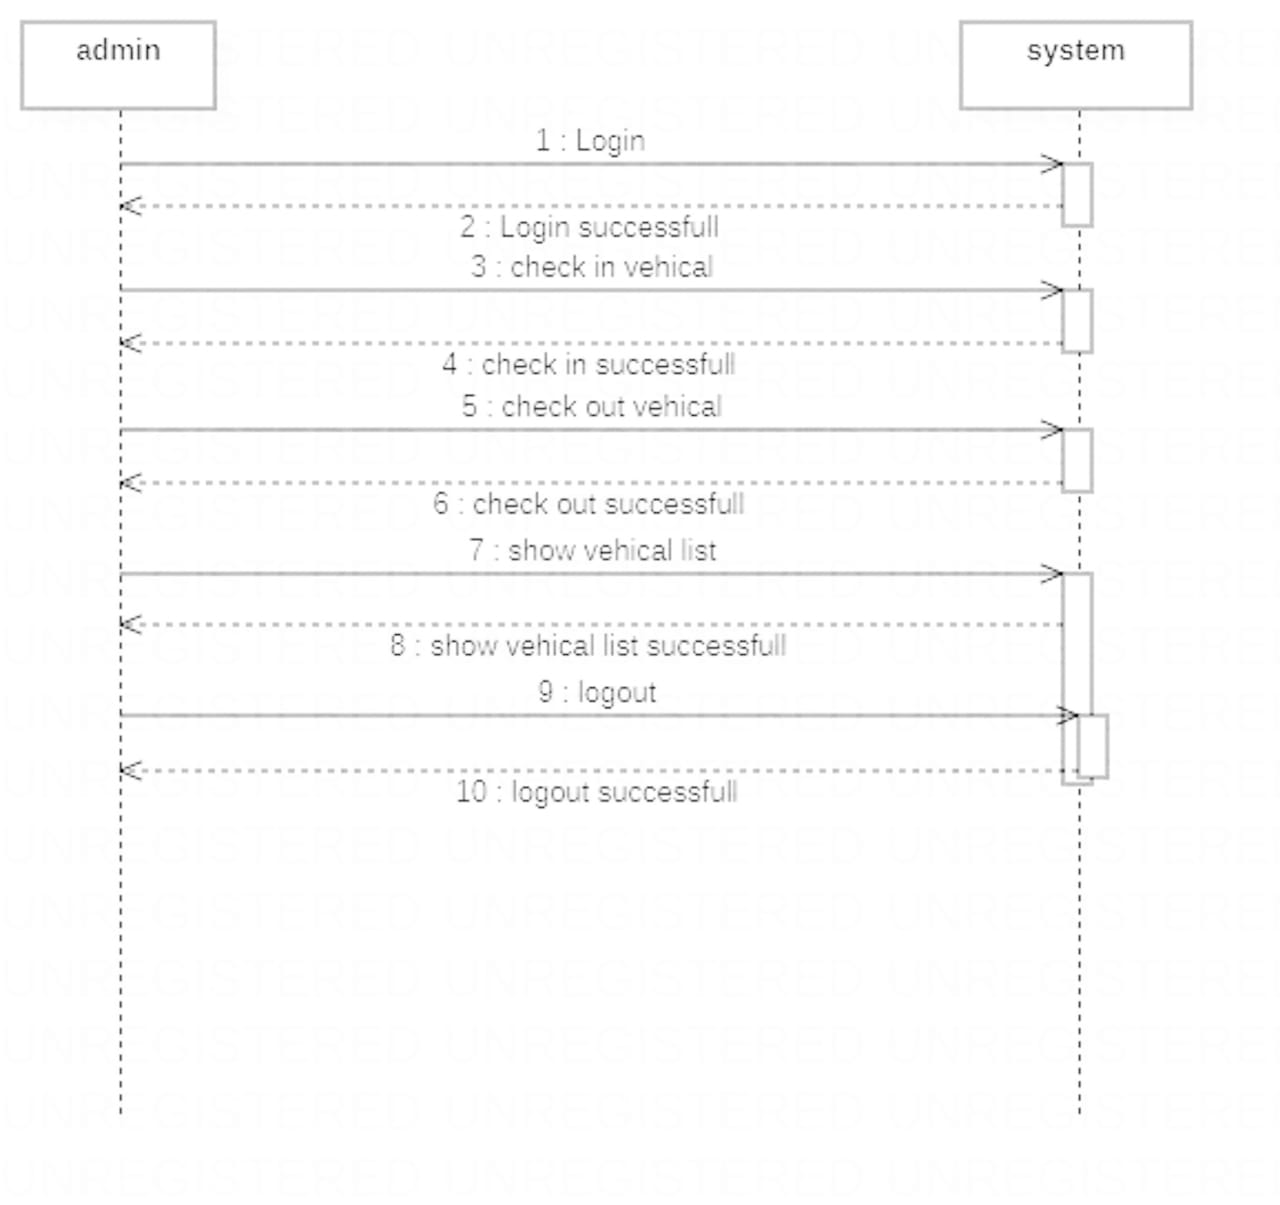 admin
system
1 : Login
2 : Login successfull
3 : check in vehical
4 : check in successfull
5 : check out vehical
6 : check out successfull
7 : show vehical list
8 : show vehical list successfull
9 : logout
10 : logout successfull
UNREGISTERED UNREGISTERED UNREGISTERED